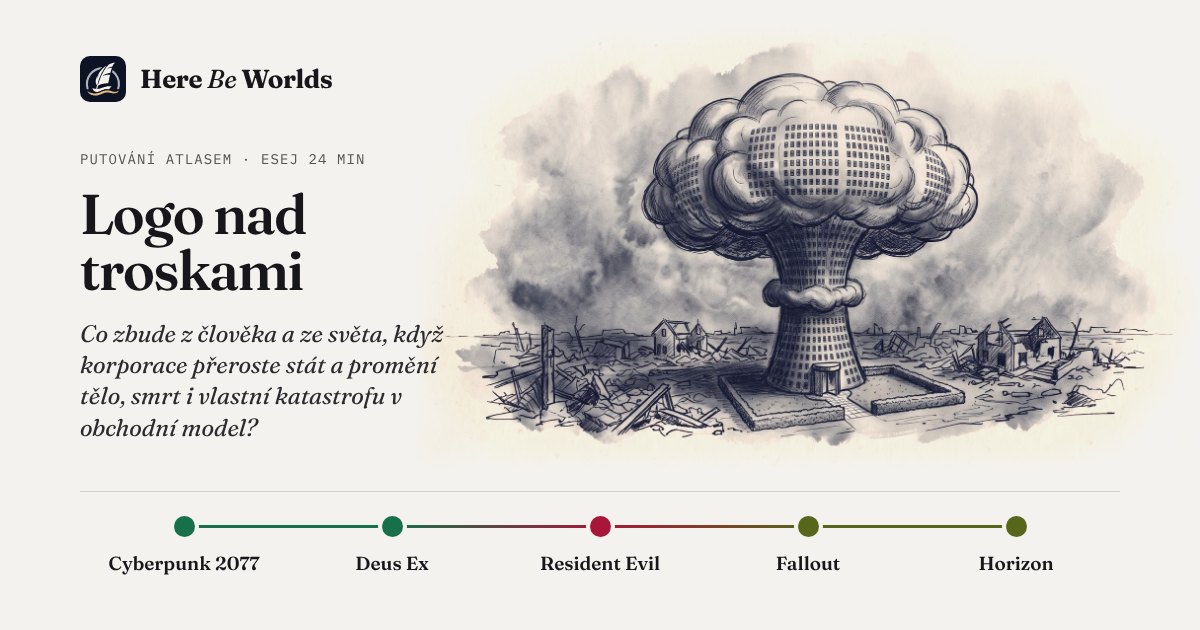 Here Be Worlds
PUTOVÁNÍ ATLASEM · ESEJ 24 MIN
Logo nad
troskami
Co zbude z člověka a ze světa, když
korporace přeroste stát a promění
tělo, smrt i vlastní katastrofu v
obchodní model?
Cyberpunk 2077
Deus Ex
Resident Evil
Fallout
Horizon